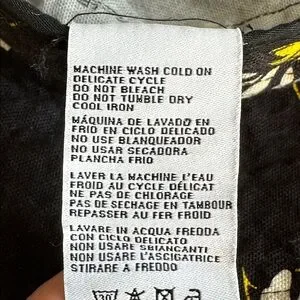 MACHINE WASH COLD ON
DELICATE CYCLE
DO NOT BLEACH
DO NOT TUMBLE DRY
COOL IRON
MÁQUINA DE LAVADO EN
FRIO EN CICLO DELICADO
NO USE BLANQUEADOR
NO USAR SECADORA
PLANCHA FRIO
LAVER LA MACHINE L'EAU
FROID AU CYCLE DÉLICAT
NE PAS DE CHLORAGE
PAS DE SECHAGE EN TAMBOUR
REPASSER AU FER FROID
LAVARE IN ACQUA FREDDA
CON CICLO DELICATO
NON USARE SBIANCANTI
NON USARE L'ASCIGATRICE
STIRARE A FREDDO
30